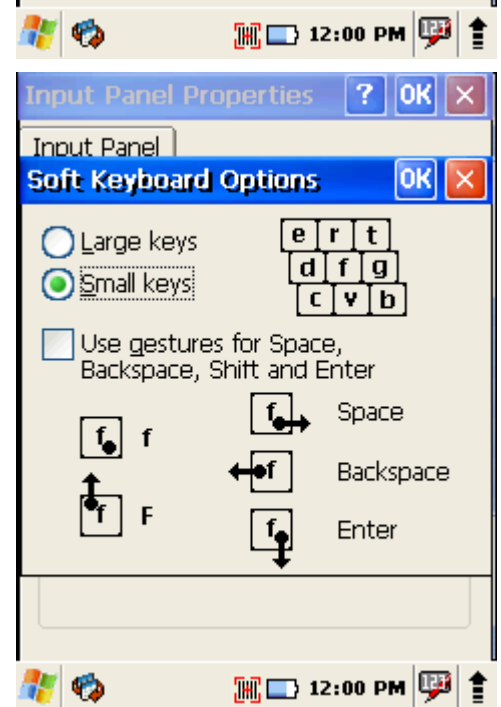 12:00 PM
Input Panel Properties ? OK
Input Panel
Soft Keyboard Options OK
Large keys
Small keys
e r t
d f g
c v b
Use gestures for Space,
Backspace, Shitt and Enter
f f
f Space
f F
f Backspace
f Enter
12:00 PM